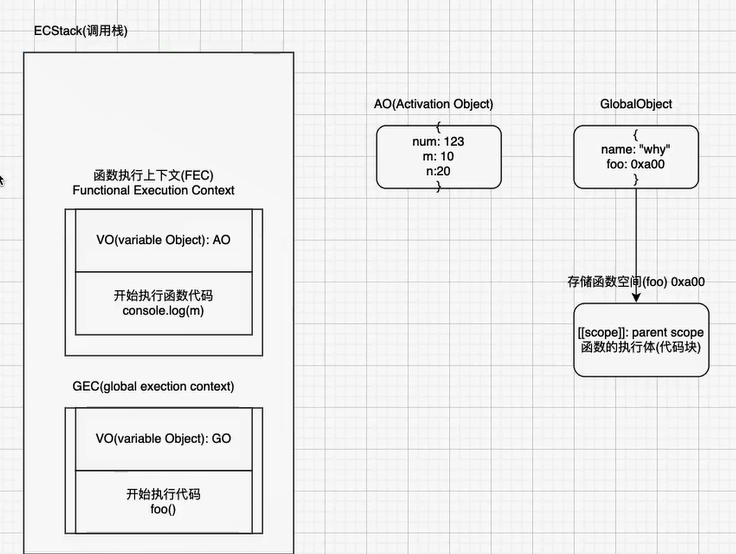 ECStack(调用栈)
AO(Activation Object)
GlobalObject
{
num: 123
m: 10
n:20
}
{
name: "why"
foo: 0xa00
}
函数执行上下文(FEC)
Functional Execution Context
VO(variable Object): AO
开始执行函数代码
console.log(m)
存储函数空间(foo) 0xa00
[[scope]]: parent scope
函数的执行体(代码块)
GEC(global exection context)
VO(variable Object): GO
开始执行代码
foo()